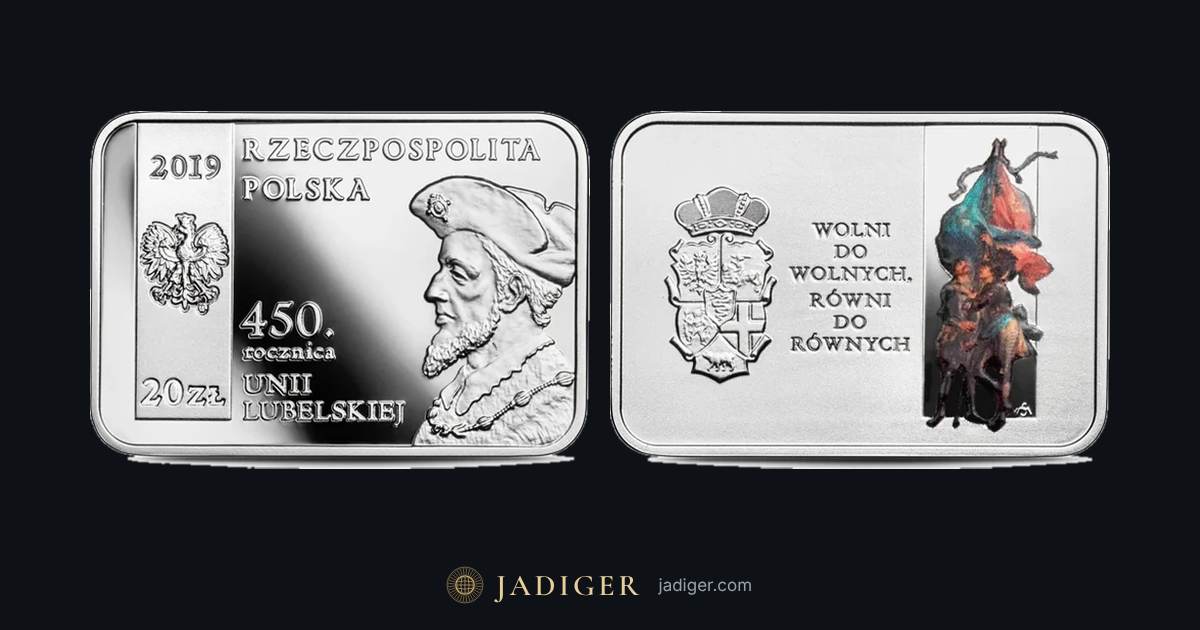 2019
RZECZPOSPOLITA
POLSKA
450.
rocznica
UNII
LUBELSKIEJ
20 ZŁ
WOLNI
DO
WOLNYCH,
RÓWNI
DO
RÓWNYCH
JADIGER
jadiger.com